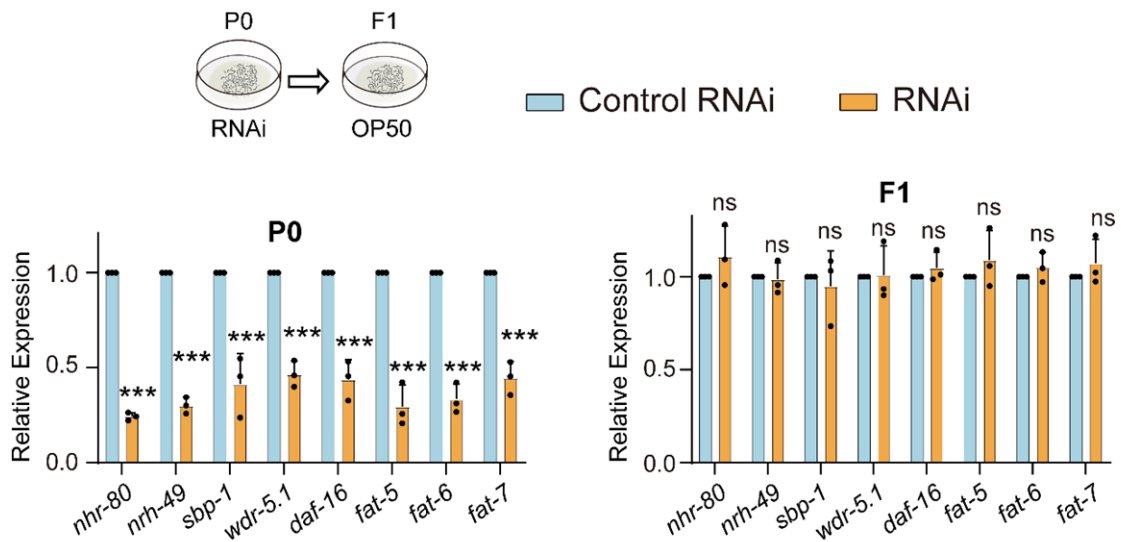 P0 F1
RNAi OP50
Control RNAi RNAi
P0
Relative Expression
1.0
0.5
0.0
*** *** *** *** *** *** *** ***
nhr-80 nrh-49 sbp-1 wdr-5.1 daf-16 fat-5 fat-6 fat-7
F1
Relative Expression
1.0
0.5
0.0
ns ns ns ns ns ns ns ns
nhr-80 nrh-49 sbp-1 wdr-5.1 daf-16 fat-5 fat-6 fat-7